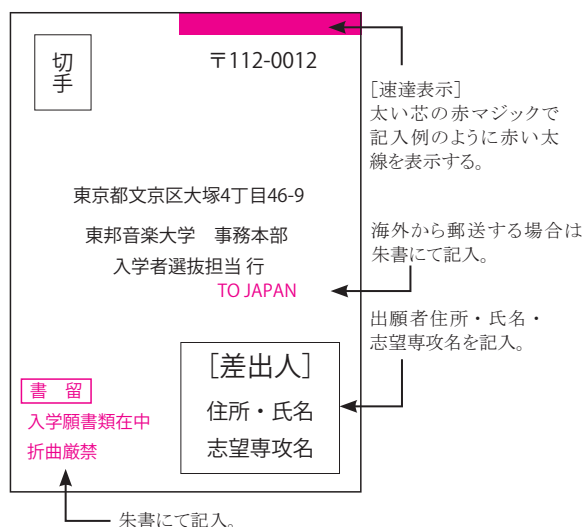 切手
〒112-0012
［速達表示］
太い芯の赤マジックで
記入例のように赤い太
線を表示する。
東京都文京区大塚4丁目46-9
東邦音楽大学　事務本部
入学者選抜担当 行
TO JAPAN
海外から郵送する場合は
朱書にて記入。
出願者住所・氏名・
志望専攻名を記入。
［差出人］
住所・氏名
志望専攻名
書　留
入学願書類在中
折曲厳禁
朱書にて記入。